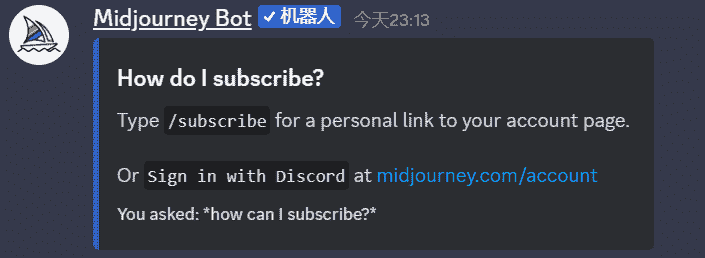 Midjourney Bot ✓机器人 今天23:13
How do I subscribe?
Type /subscribe for a personal link to your account page.
Or Sign in with Discord at midjourney.com/account
You asked: *how can I subscribe?*